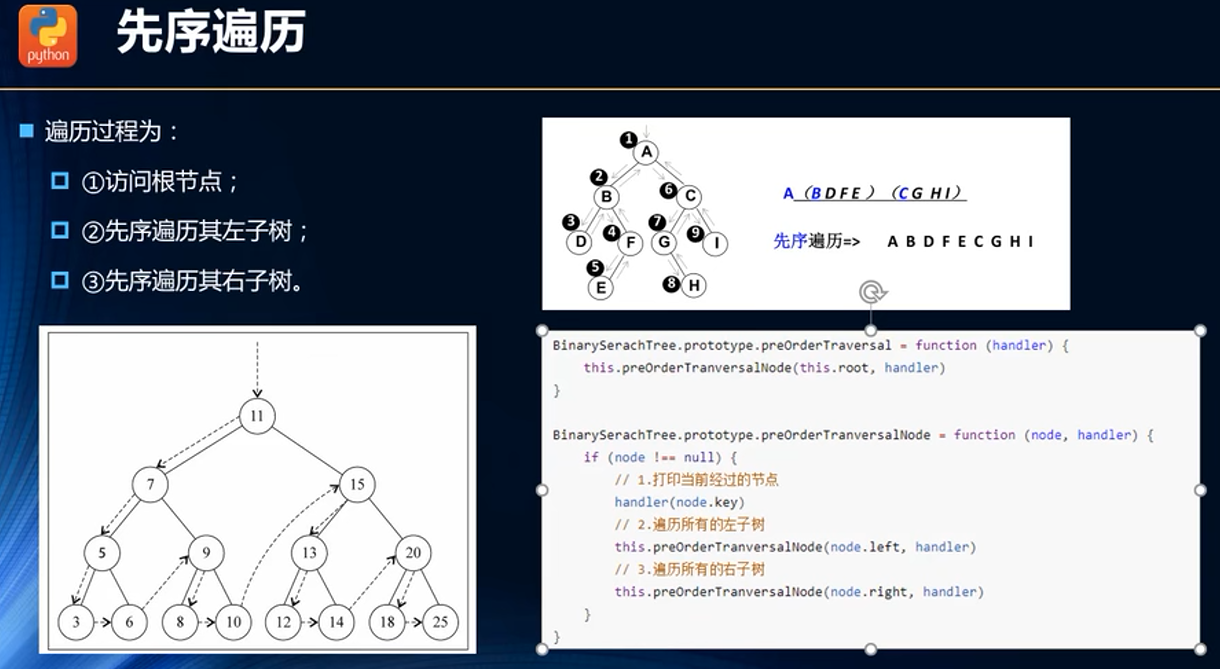 python
先序遍历
遍历过程为：
①访问根节点；
②先序遍历其左子树；
③先序遍历其右子树。
1 A
2 B 6 C
3 D 4 F 7 G 9 I
5 E 8 H
A（BDFE）（CGHI）
先序遍历=> A B D F E C G H I
11
7 15
5 9 13 20
3 6 8 10 12 14 18 25
BinarySerachTree.prototype.preOrderTraversal = function (handler) {
this.preOrderTranversalNode(this.root, handler)
}
BinarySerachTree.prototype.preOrderTranversalNode = function (node, handler) {
if (node !== null) {
// 1.打印当前经过的节点
handler(node.key)
// 2.遍历所有的左子树
this.preOrderTranversalNode(node.left, handler)
// 3.遍历所有的右子树
this.preOrderTranversalNode(node.right, handler)
}
}